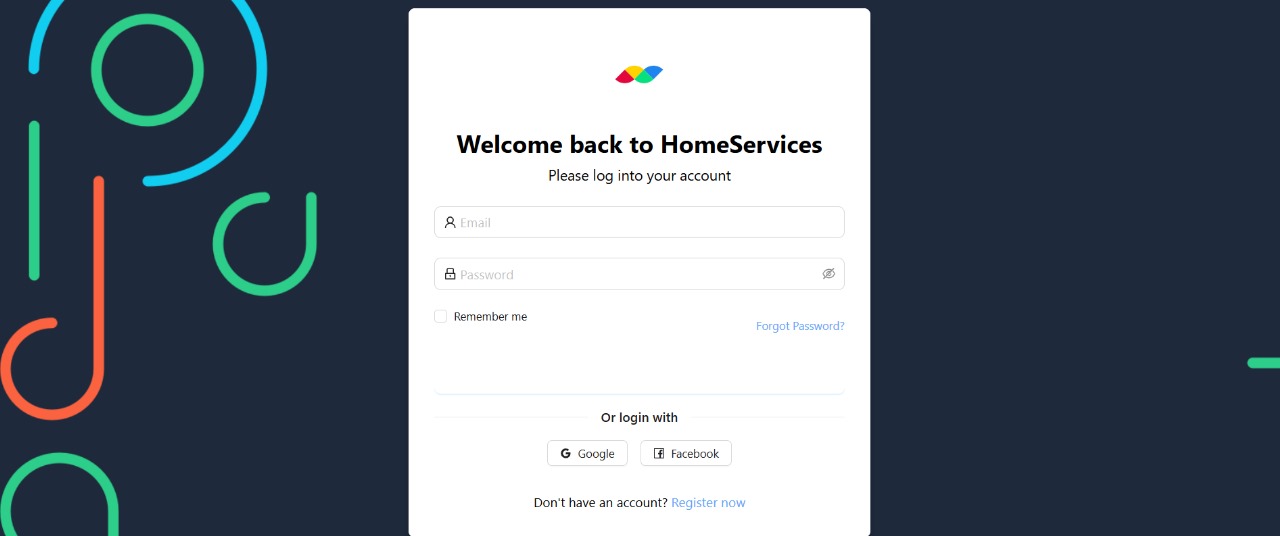 Welcome back to HomeServices
Please log into your account
Email
Password
Remember me
Forgot Password?
Or login with
Google
Facebook
Don't have an account? Register now